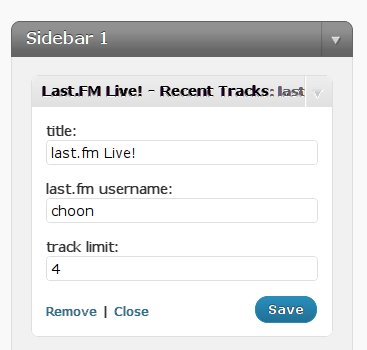 Sidebar 1
Last.FM Live! - Recent Tracks: last
title:
last.fm Live!
last.fm username:
choon
track limit:
4
Remove | Close
Save